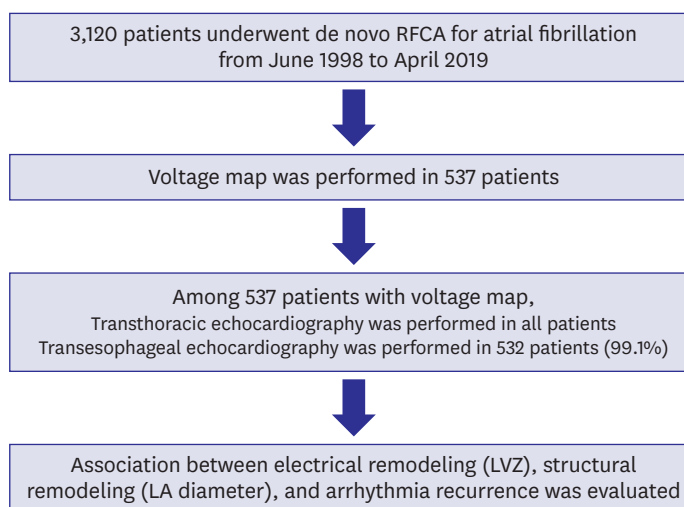 3,120 patients underwent de novo RFCA for atrial fibrillation
from June 1998 to April 2019
Voltage map was performed in 537 patients
Among 537 patients with voltage map,
Transthoracic echocardiography was performed in all patients
Transesophageal echocardiography was performed in 532 patients (99.1%)
Association between electrical remodeling (LVZ), structural
remodeling (LA diameter), and arrhythmia recurrence was evaluated